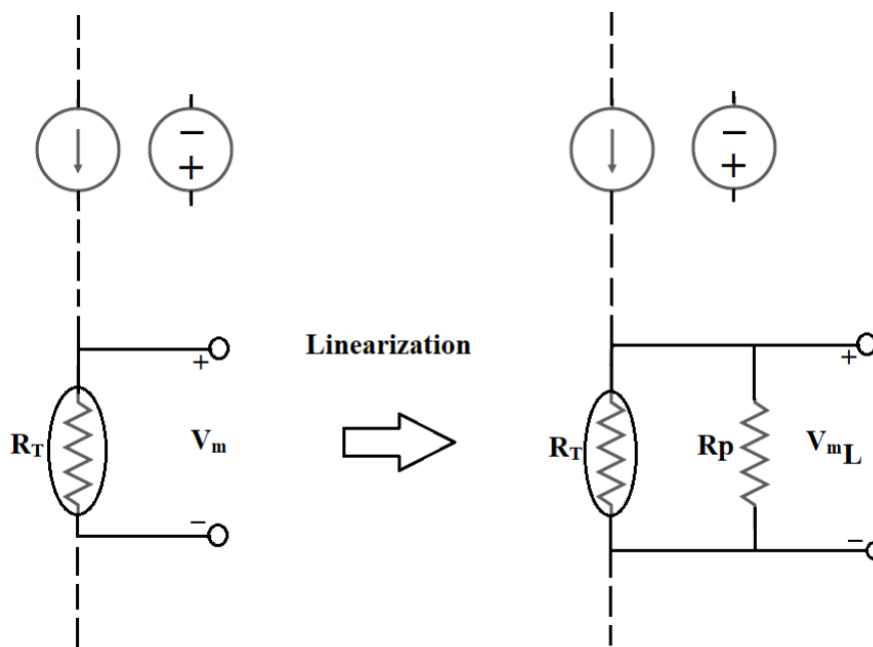 −
+
−
+
+
R_T
V_m
−
Linearization
+
R_T
Rp
V_mL
−